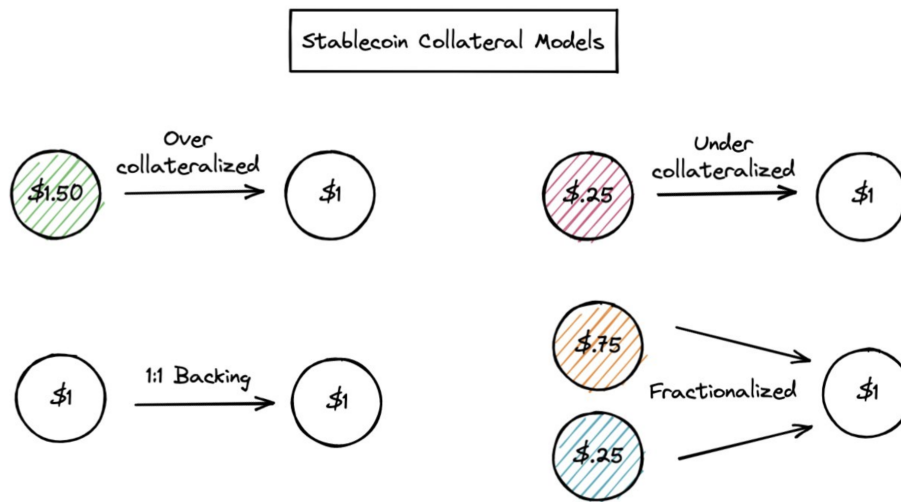 Stablecoin Collateral Models
Over
collateralized
$1.50
$1
Under
collateralized
$.25
$1
1:1 Backing
$1
$1
$.75
Fractionalized
$.25
$1